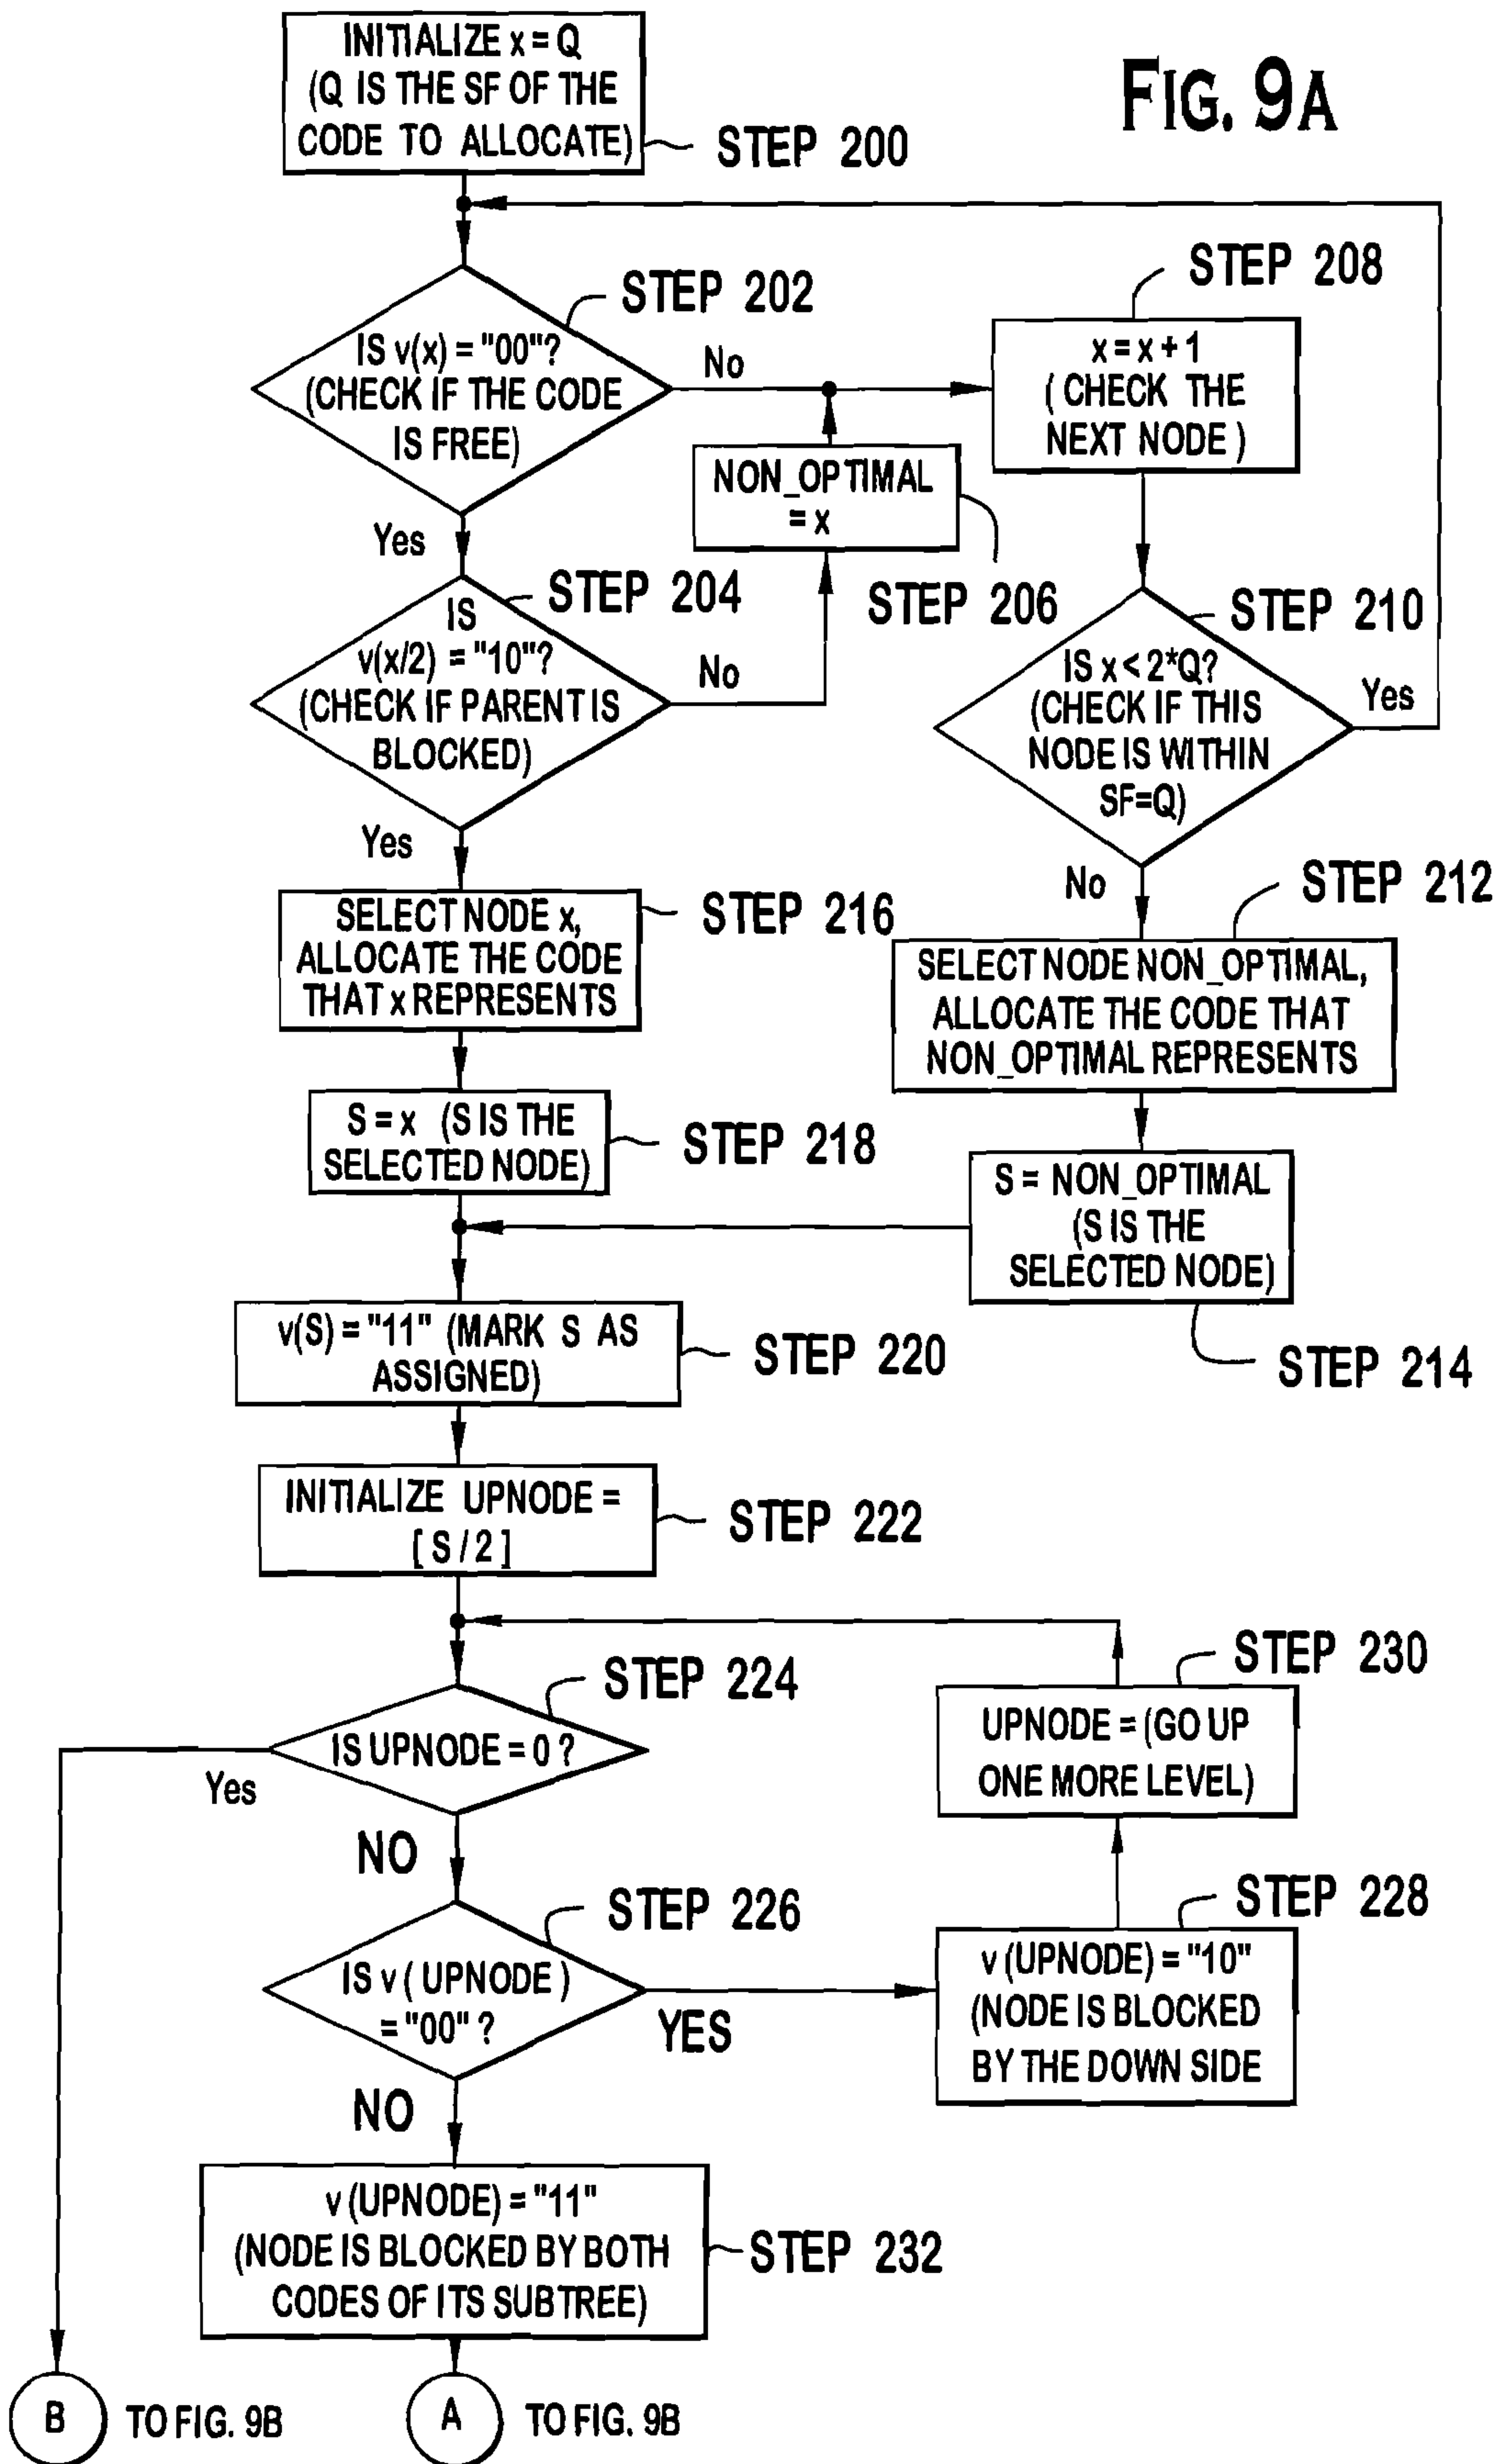 FIG. 9A
INITIALIZE x = Q
(Q IS THE SF OF THE
CODE TO ALLOCATE)
STEP 200
STEP 202
IS v(x) = "00"?
(CHECK IF THE CODE
IS FREE)
No
Yes
STEP 208
x = x + 1
( CHECK THE
NEXT NODE )
NON_OPTIMAL
= x
STEP 206
STEP 204
IS
v(x/2) = "10"?
(CHECK IF PARENT IS
BLOCKED)
No
Yes
STEP 210
IS x < 2*Q?
(CHECK IF THIS
NODE IS WITHIN
SF=Q)
Yes
No
STEP 216
SELECT NODE x,
ALLOCATE THE CODE
THAT x REPRESENTS
STEP 212
SELECT NODE NON_OPTIMAL,
ALLOCATE THE CODE THAT
NON_OPTIMAL REPRESENTS
S = x (S IS THE
SELECTED NODE)
STEP 218
S = NON_OPTIMAL
(S IS THE
SELECTED NODE)
STEP 214
v(S) = "11" (MARK S AS
ASSIGNED)
STEP 220
INITIALIZE UPNODE =
[ S / 2 ]
STEP 222
STEP 224
IS UPNODE = 0 ?
Yes
NO
STEP 230
UPNODE = (GO UP
ONE MORE LEVEL)
STEP 226
IS v ( UPNODE )
= "00" ?
YES
NO
STEP 228
v (UPNODE) = "10"
(NODE IS BLOCKED
BY THE DOWN SIDE
v (UPNODE) = "11"
(NODE IS BLOCKED BY BOTH
CODES OF ITS SUBTREE)
STEP 232
B TO FIG. 9B
A TO FIG. 9B